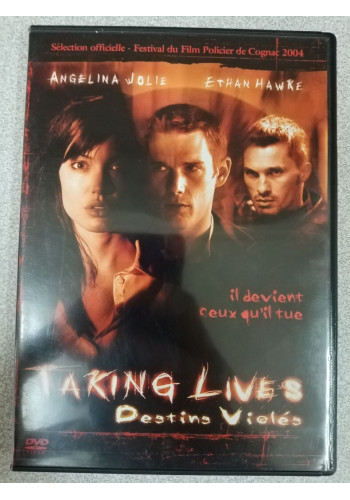 Sélection officielle - Festival du Film Policier de Cognac 2004
ANGELINA JOLIE ETHAN HAWKE
il devient
ceux qu'il tue
TAKING LIVES
Destins Violés
DVD